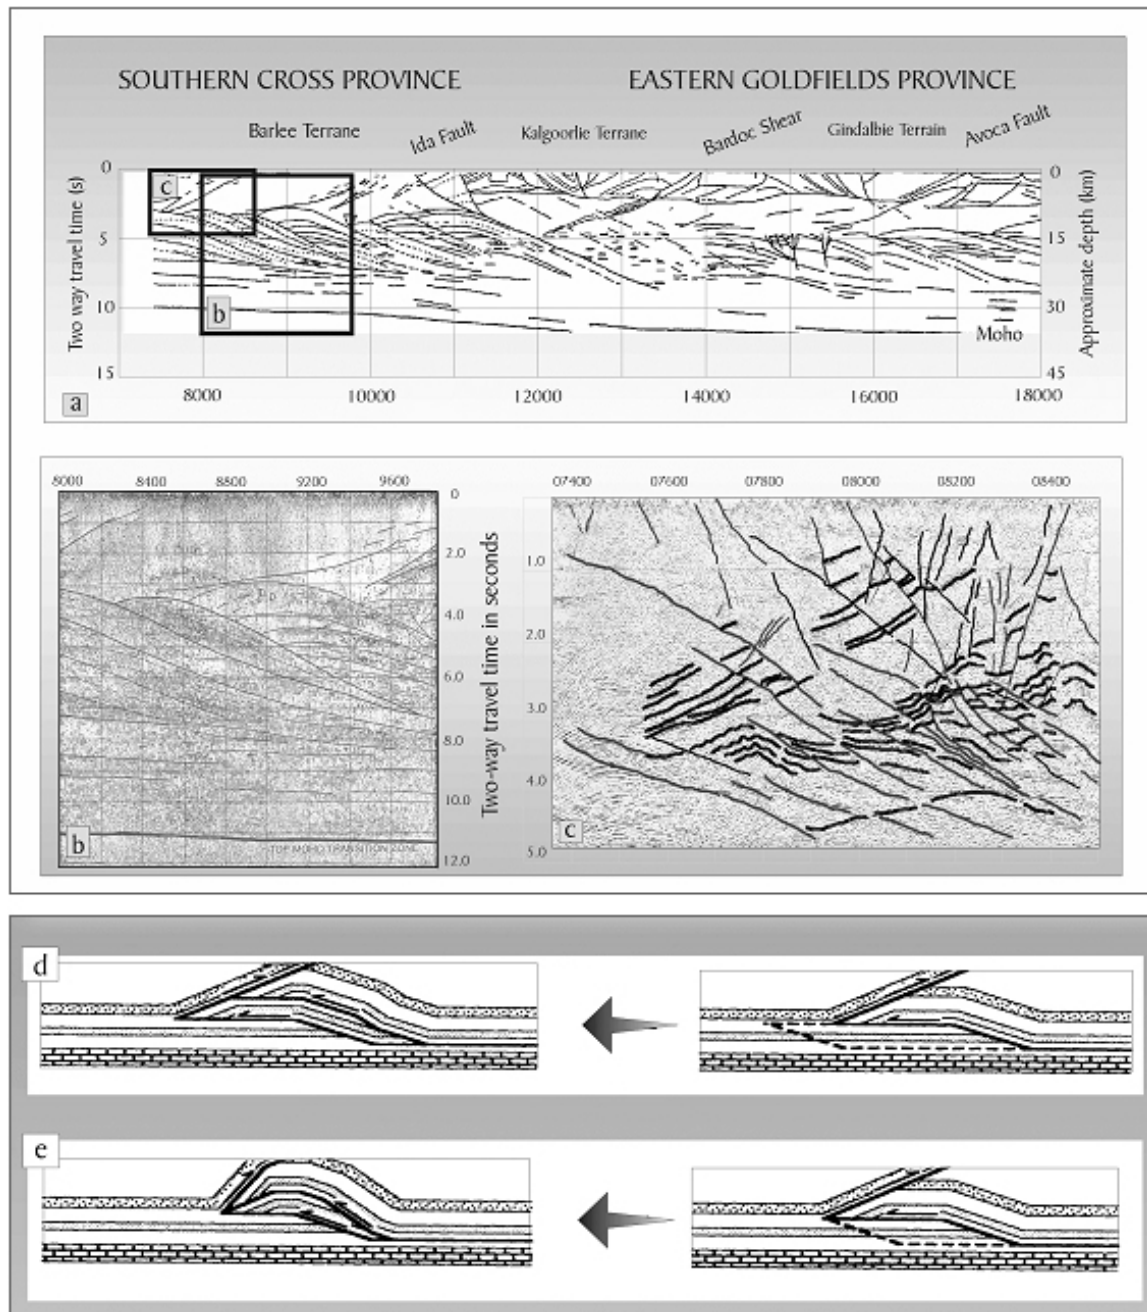 SOUTHERN CROSS PROVINCE EASTERN GOLDFIELDS PROVINCE
Barlee Terrane Ida Fault Kalgoorlie Terrane Bardoc Shear Gindalbie Terrain Avoca Fault
Two way travel time (s)
0
5
10
15
c
b
0
15
30
45
Approximate depth (km)
Moho
8000 10000 12000 14000 16000 18000
a
8000 8400 8800 9200 9600
0
2.0
4.0
6.0
8.0
10.0
12.0
TOP MOHO TRANSITION ZONE
b
Two-way travel time in seconds
07400 07600 07800 08000 08200 08400
1.0
2.0
3.0
4.0
5.0
c
d
e